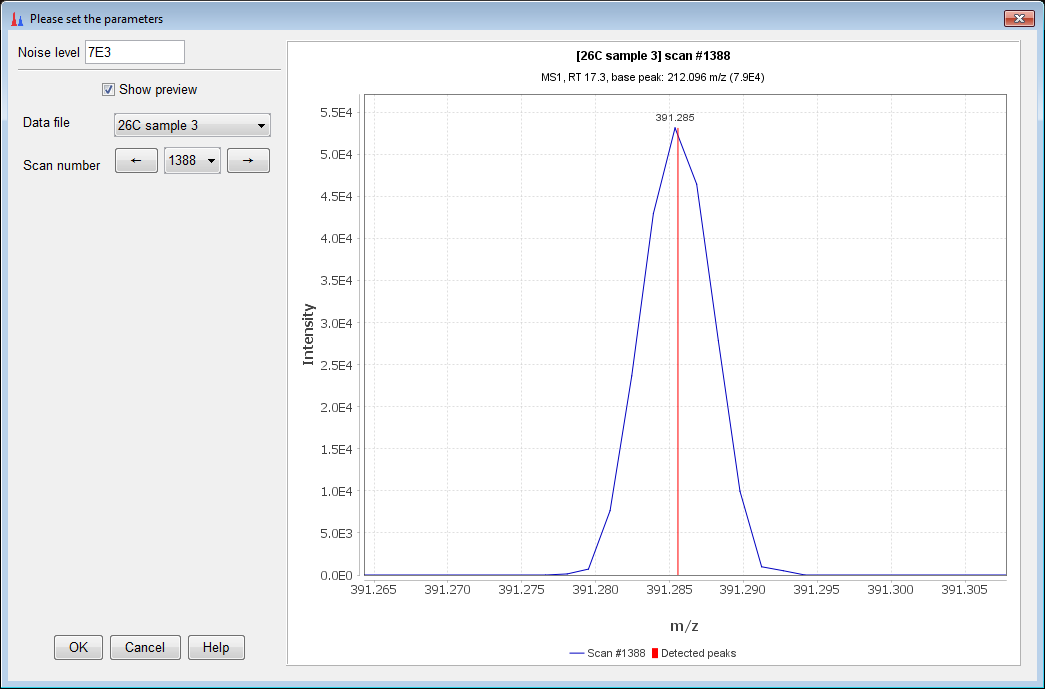 Please set the parameters
Noise level 7E3
Show preview
Data file 26C sample 3
Scan number ← 1388 →
[26C sample 3] scan #1388
MS1, RT 17.3, base peak: 212.096 m/z (7.9E4)
391.285
5.5E4
5.0E4
4.5E4
4.0E4
3.5E4
3.0E4
2.5E4
2.0E4
1.5E4
1.0E4
5.0E3
0.0E0
Intensity
391.265 391.270 391.275 391.280 391.285 391.290 391.295 391.300 391.305
m/z
Scan #1388 Detected peaks
OK Cancel Help